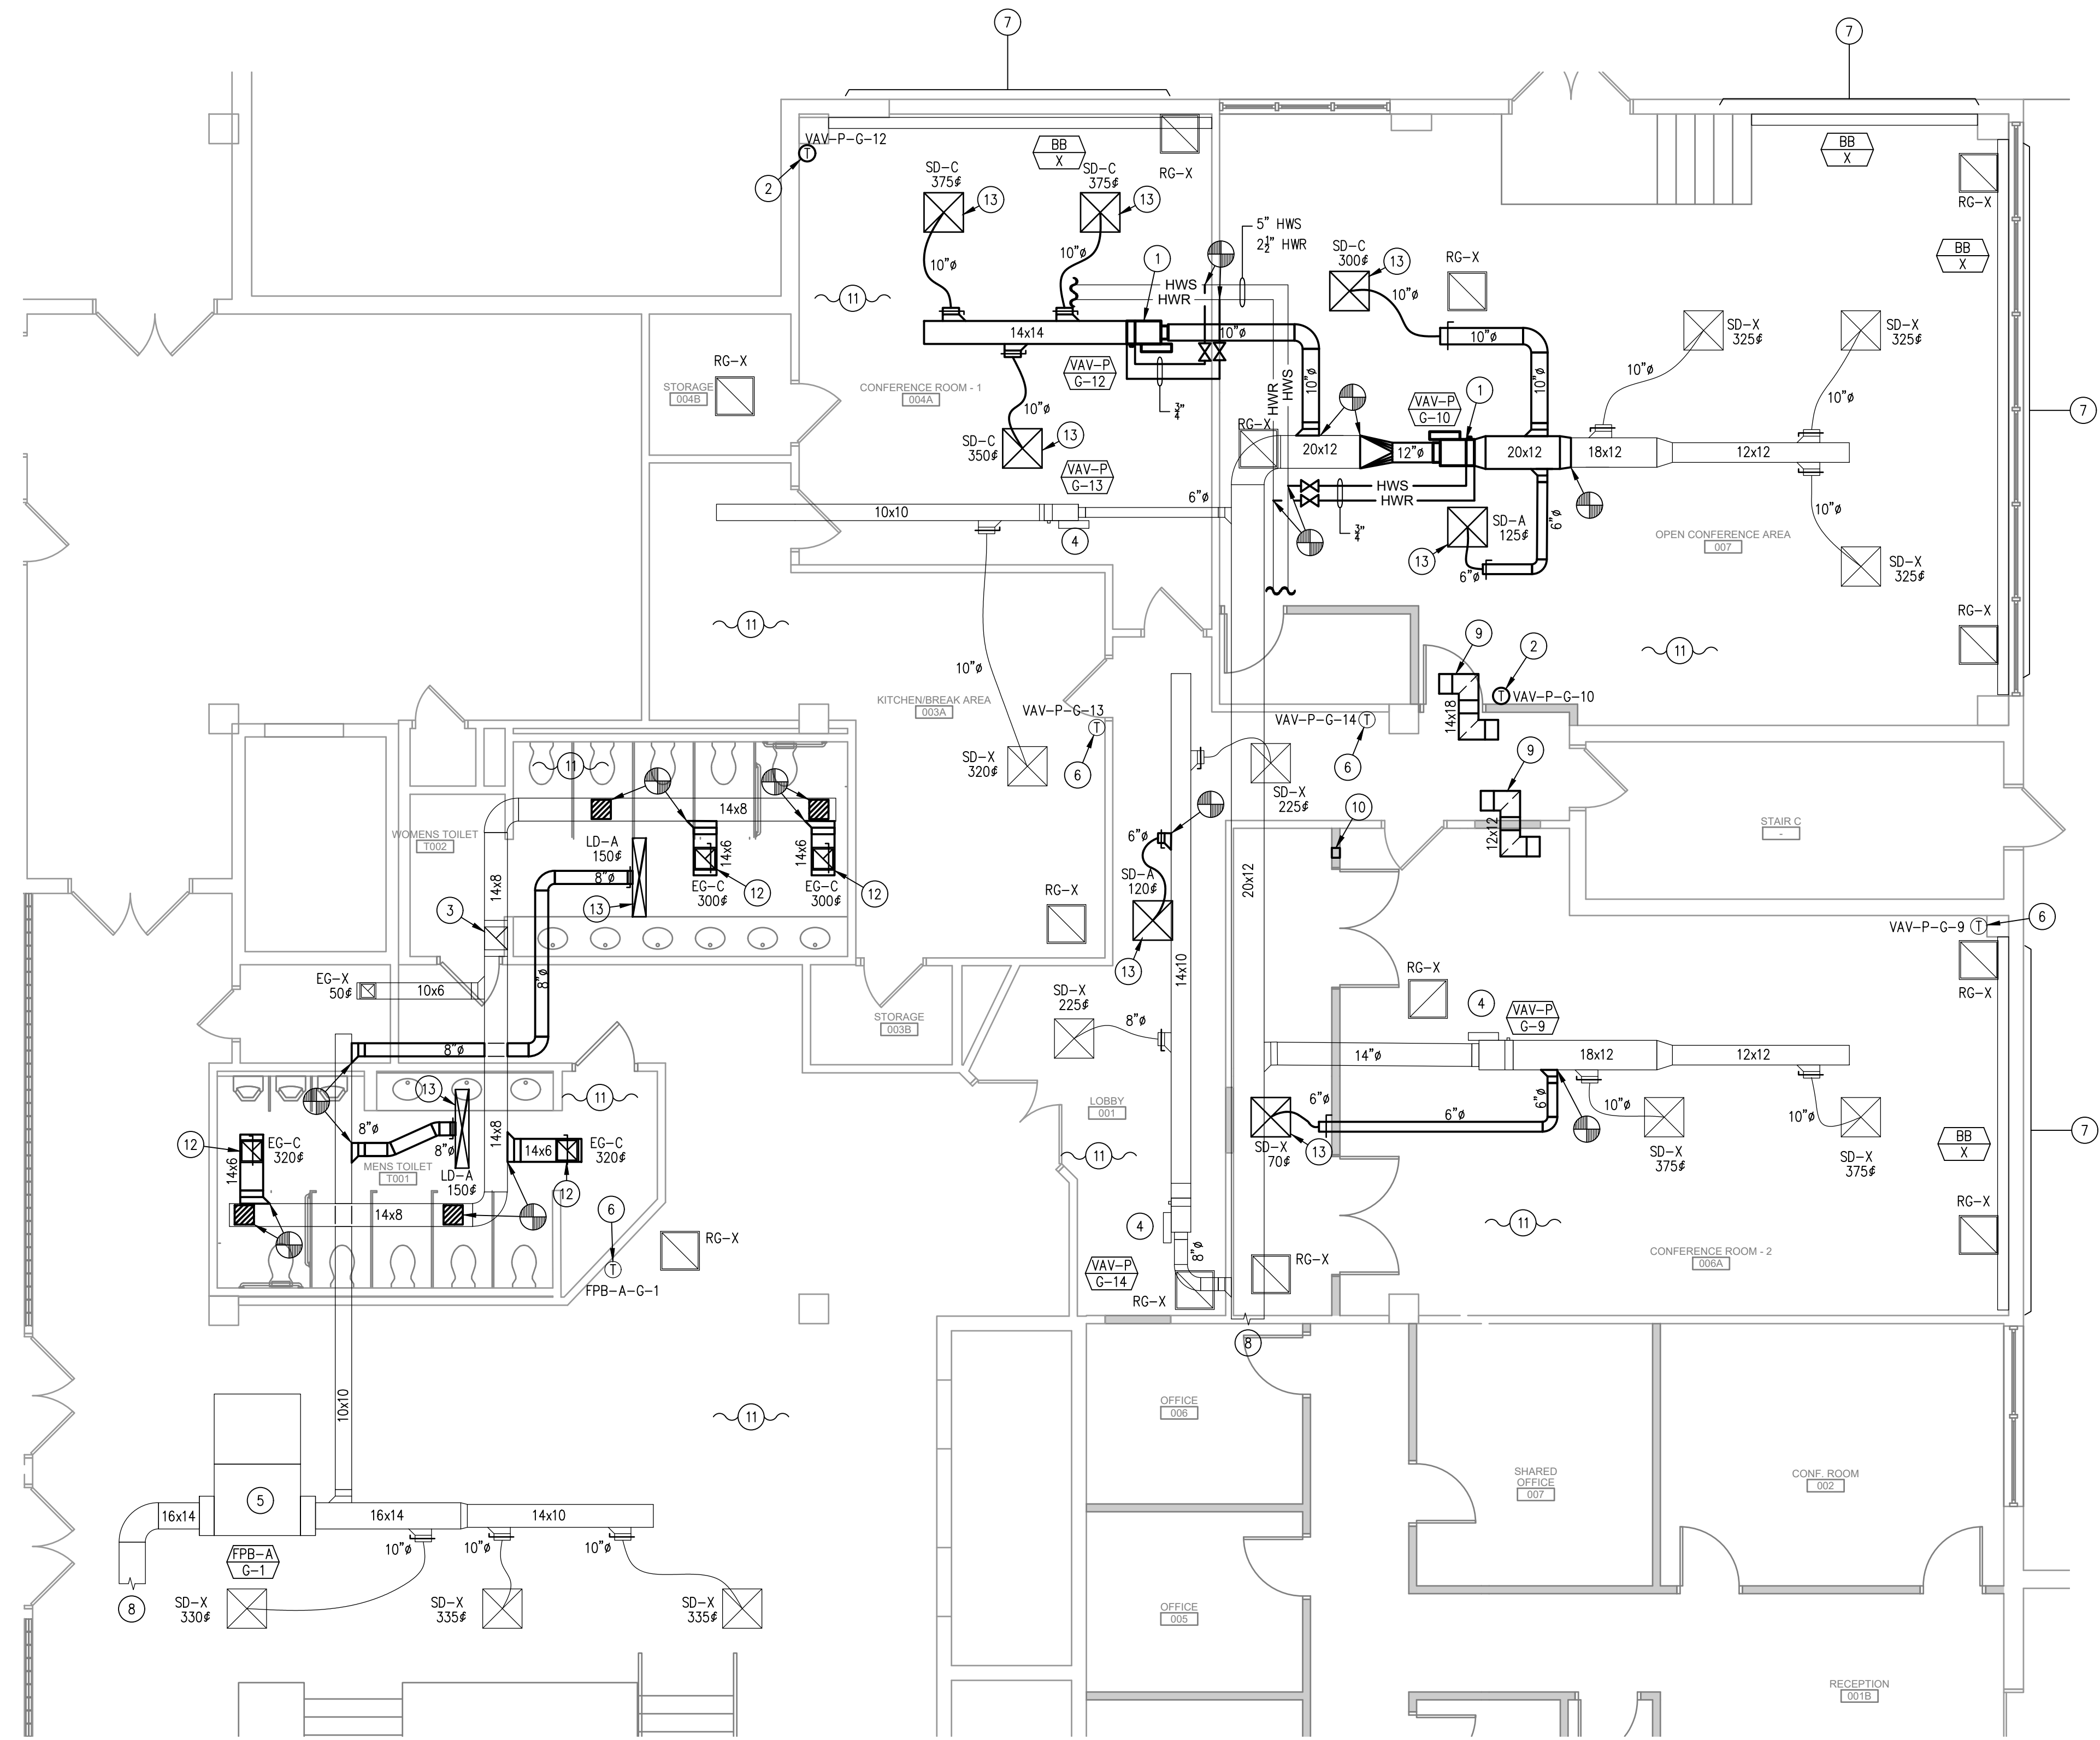 7
7
VAV-P-G-12
T
2
BB
X
RG-X
SD-C
375¢
13
SD-C
375¢
13
10"ø
10"ø
1
11
HWS
HWR
5" HWS
2½" HWR
SD-C
300¢
13
RG-X
10"ø
BB
X
RG-X
BB
X
14x14
10"ø
10"ø
VAV-P
G-12
¾"
HWR
HWS
10"ø
10"ø
SD-X
325¢
SD-X
325¢
10"ø
10"ø
7
RG-X
STORAGE
004B
CONFERENCE ROOM - 1
004A
10"ø
SD-C
350¢
13
VAV-P
G-13
VAV-P
G-10
1
RG-X
20x12
12"ø
20x12
18x12
12x12
HWS
HWR
¾"
10x10
6"ø
4
SD-A
125¢
13
6"ø
6"ø
10"ø
OPEN CONFERENCE AREA
007
SD-X
325¢
RG-X
11
11
9
2
T
VAV-P-G-10
14x18
10"ø
KITCHEN/BREAK AREA
003A
VAV-P-G-13
T
6
VAV-P-G-14
T
6
SD-X
320¢
SD-X
225¢
9
12x12
10
STAIR C
-
11
14x8
WOMENS TOILET
T002
LD-A
150¢
14x6
14x6
14x8
8"ø
EG-C
300¢
12
EG-C
300¢
12
13
3
6"ø
SD-A
120¢
13
20x12
14x10
RG-X
VAV-P-G-9
T
6
RG-X
EG-X
50¢
10x6
8"ø
STORAGE
003B
SD-X
225¢
8"ø
RG-X
4
VAV-P
G-9
8"ø
14"ø
18x12
12x12
13
11
LOBBY
001
6"ø
6"ø
6"ø
10"ø
10"ø
SD-X
70¢
13
SD-X
375¢
SD-X
375¢
BB
X
7
12
EG-C
320¢
14x6
8"ø
8"ø
14x8
14x6
EG-C
320¢
12
MENS TOILET
T001
LD-A
150¢
11
14x8
6
T
FPB-A-G-1
RG-X
4
8"ø
VAV-P
G-14
RG-X
RG-X
11
RG-X
CONFERENCE ROOM - 2
006A
8
10x10
11
OFFICE
006
SHARED
OFFICE
007
CONF. ROOM
002
16x14
5
16x14
14x10
FPB-A
G-1
10"ø
10"ø
10"ø
8
SD-X
330¢
SD-X
335¢
SD-X
335¢
OFFICE
005
RECEPTION
001B